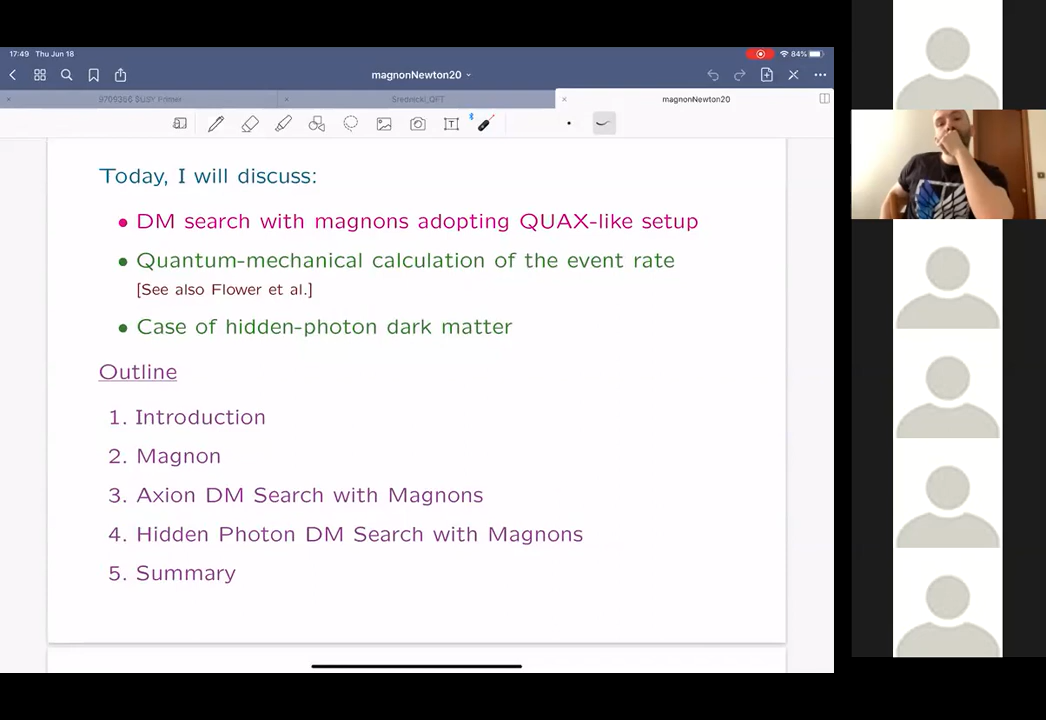 17:49 Thu Jun 18
84%
magnonNewton20
9709356 SUSY Primer
Srednicki_QFT
magnonNewton20
Today, I will discuss:
• DM search with magnons adopting QUAX-like setup
• Quantum-mechanical calculation of the event rate
[See also Flower et al.]
• Case of hidden-photon dark matter
Outline
1. Introduction
2. Magnon
3. Axion DM Search with Magnons
4. Hidden Photon DM Search with Magnons
5. Summary